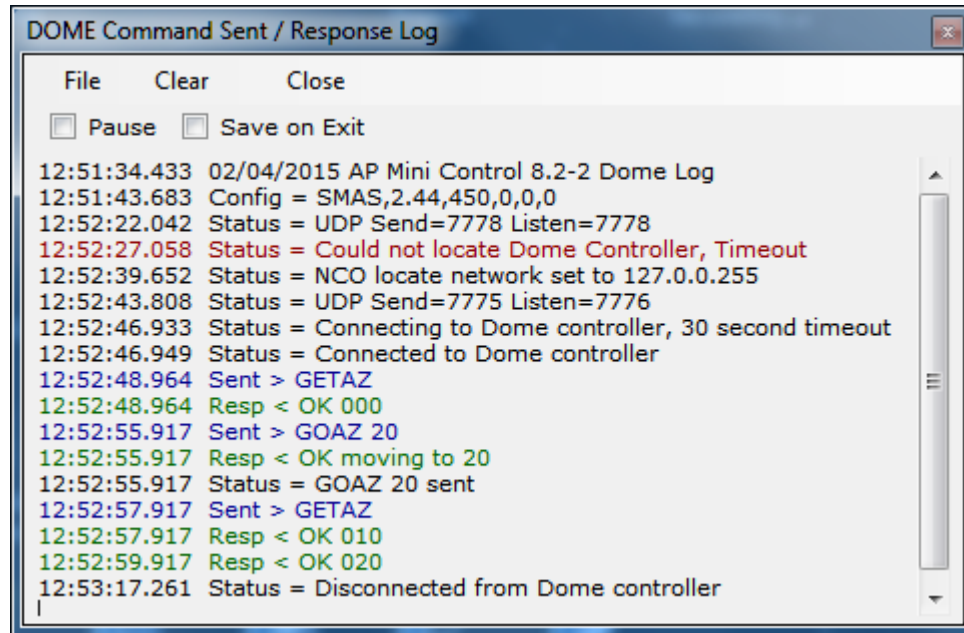 DOME Command Sent / Response Log
File Clear Close
Pause Save on Exit
12:51:34.433 02/04/2015 AP Mini Control 8.2-2 Dome Log
12:51:43.683 Config = SMAS,2.44,450,0,0,0
12:52:22.042 Status = UDP Send=7778 Listen=7778
12:52:27.058 Status = Could not locate Dome Controller, Timeout
12:52:39.652 Status = NCO locate network set to 127.0.0.255
12:52:43.808 Status = UDP Send=7775 Listen=7776
12:52:46.933 Status = Connecting to Dome controller, 30 second timeout
12:52:46.949 Status = Connected to Dome controller
12:52:48.964 Sent > GETAZ
12:52:48.964 Resp < OK 000
12:52:55.917 Sent > GOAZ 20
12:52:55.917 Resp < OK moving to 20
12:52:55.917 Status = GOAZ 20 sent
12:52:57.917 Sent > GETAZ
12:52:57.917 Resp < OK 010
12:52:59.917 Resp < OK 020
12:53:17.261 Status = Disconnected from Dome controller